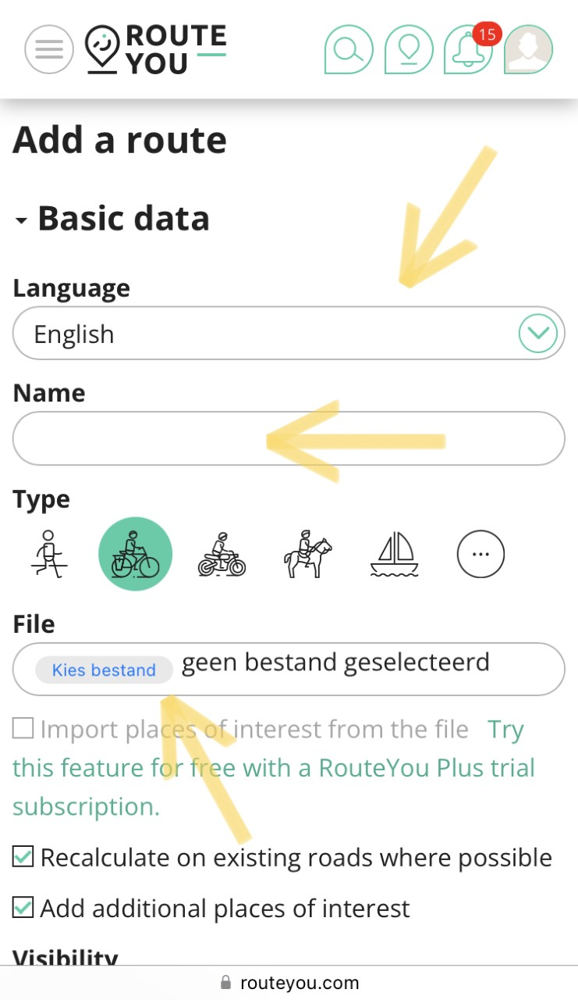 ROUTE
YOU
15
Add a route
Basic data
Language
English
Name
Type
File
Kies bestand geen bestand geselecteerd
Import places of interest from the file Try
this feature for free with a RouteYou Plus trial
subscription.
Recalculate on existing roads where possible
Add additional places of interest
Visibility
routeyou.com